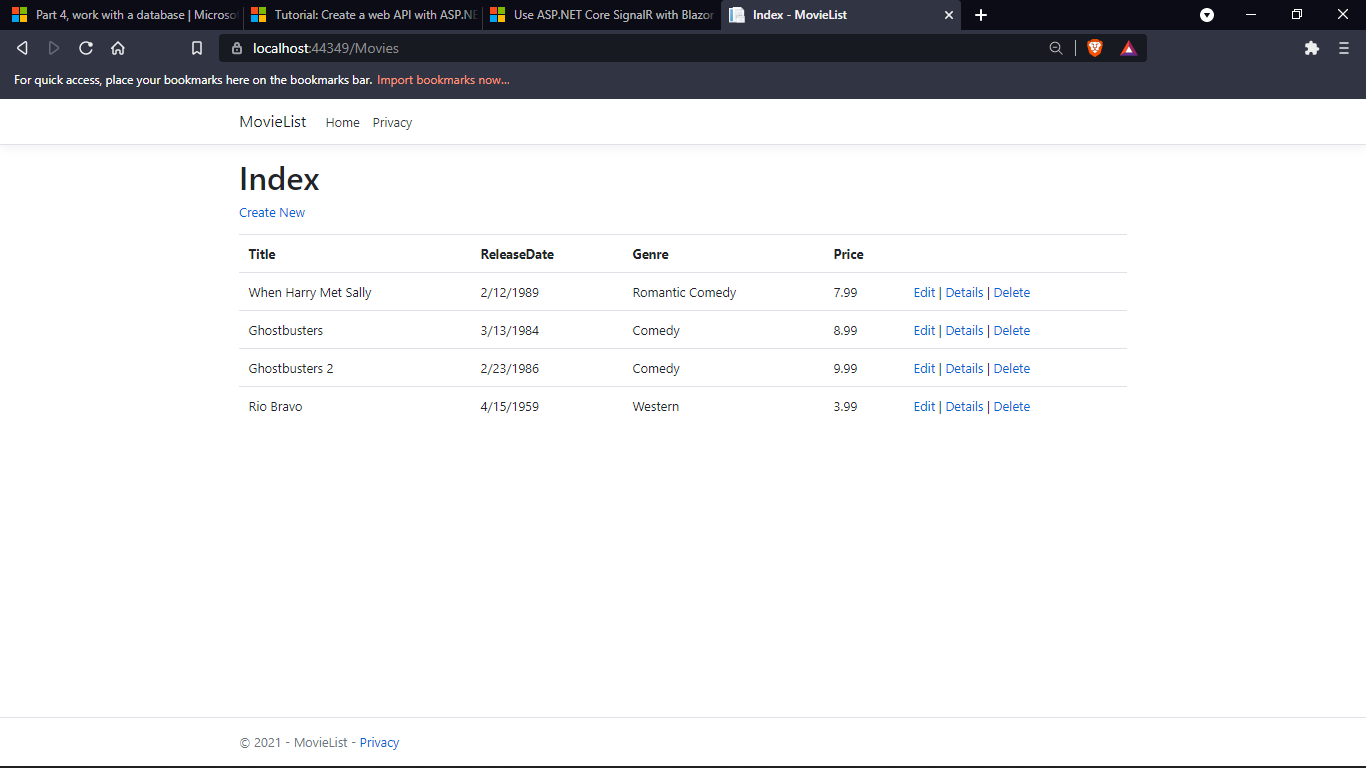 Part 4, work with a database | Microso Tutorial: Create a web API with ASP.NE Use ASP.NET Core SignalR with Blazor Index - MovieList
localhost:44349/Movies
For quick access, place your bookmarks here on the bookmarks bar. Import bookmarks now...
MovieList Home Privacy
Index
Create New
Title ReleaseDate Genre Price
When Harry Met Sally 2/12/1989 Romantic Comedy 7.99 Edit | Details | Delete
Ghostbusters 3/13/1984 Comedy 8.99 Edit | Details | Delete
Ghostbusters 2 2/23/1986 Comedy 9.99 Edit | Details | Delete
Rio Bravo 4/15/1959 Western 3.99 Edit | Details | Delete
© 2021 - MovieList - Privacy